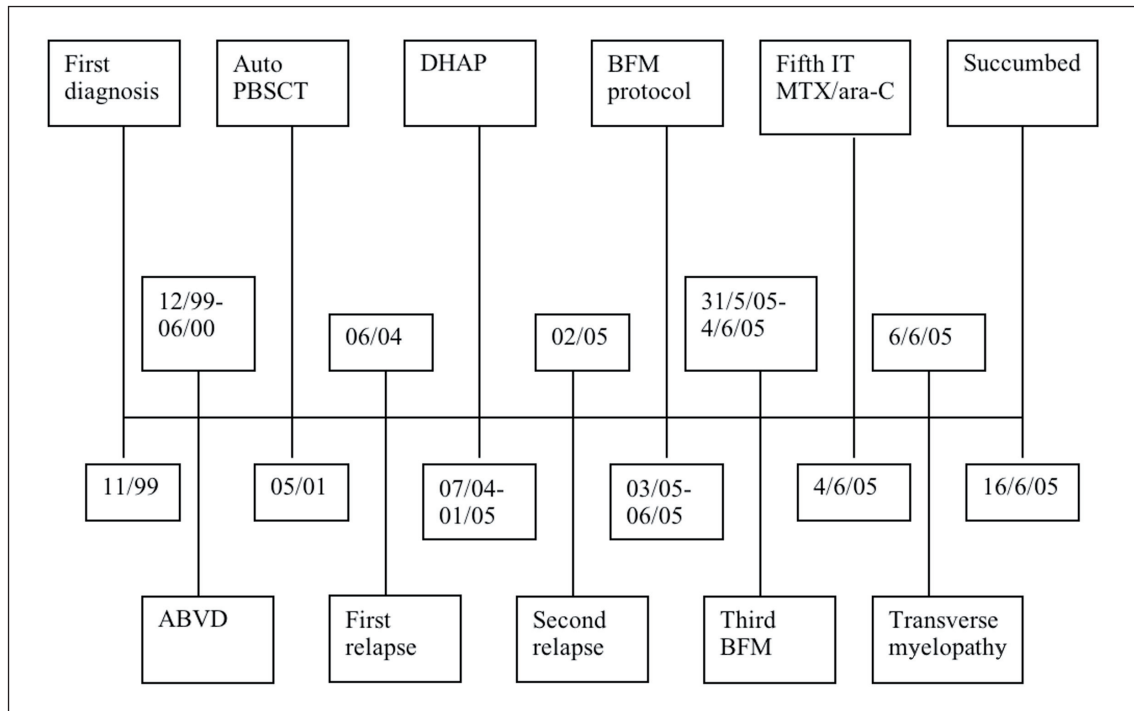 First
diagnosis
Auto
PBSCT
DHAP
BFM
protocol
Fifth IT
MTX/ara-C
Succumbed
12/99-
06/00
06/04
02/05
31/5/05-
4/6/05
6/6/05
11/99
05/01
07/04-
01/05
03/05-
06/05
4/6/05
16/6/05
ABVD
First
relapse
Second
relapse
Third
BFM
Transverse
myelopathy